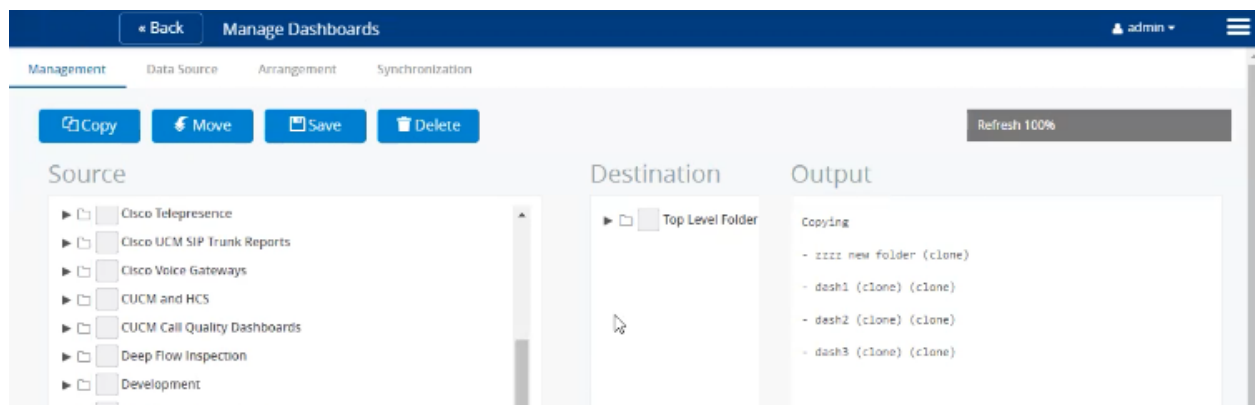 « Back
Manage Dashboards
admin
Management
Data Source
Arrangement
Synchronization
Copy
Move
Save
Delete
Refresh 100%
Source
Destination
Output
Cisco Telepresence
Cisco UCM SIP Trunk Reports
Cisco Voice Gateways
CUCM and HCS
CUCM Call Quality Dashboards
Deep Flow Inspection
Development
Top Level Folder
Copying
- zzzz new folder (clone)
- dash1 (clone) (clone)
- dash2 (clone) (clone)
- dash3 (clone) (clone)